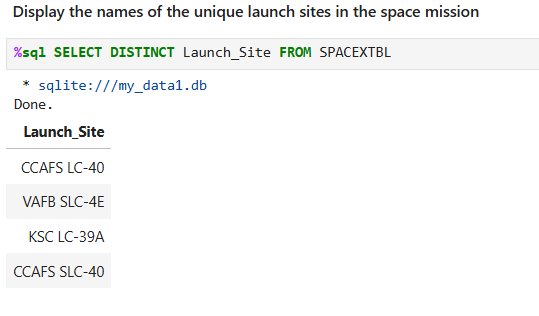 Display the names of the unique launch sites in the space mission
%sql SELECT DISTINCT Launch_Site FROM SPACEXTBL
* sqlite:///my_data1.db
Done.
Launch_Site
CCAFS LC-40
VAFB SLC-4E
KSC LC-39A
CCAFS SLC-40